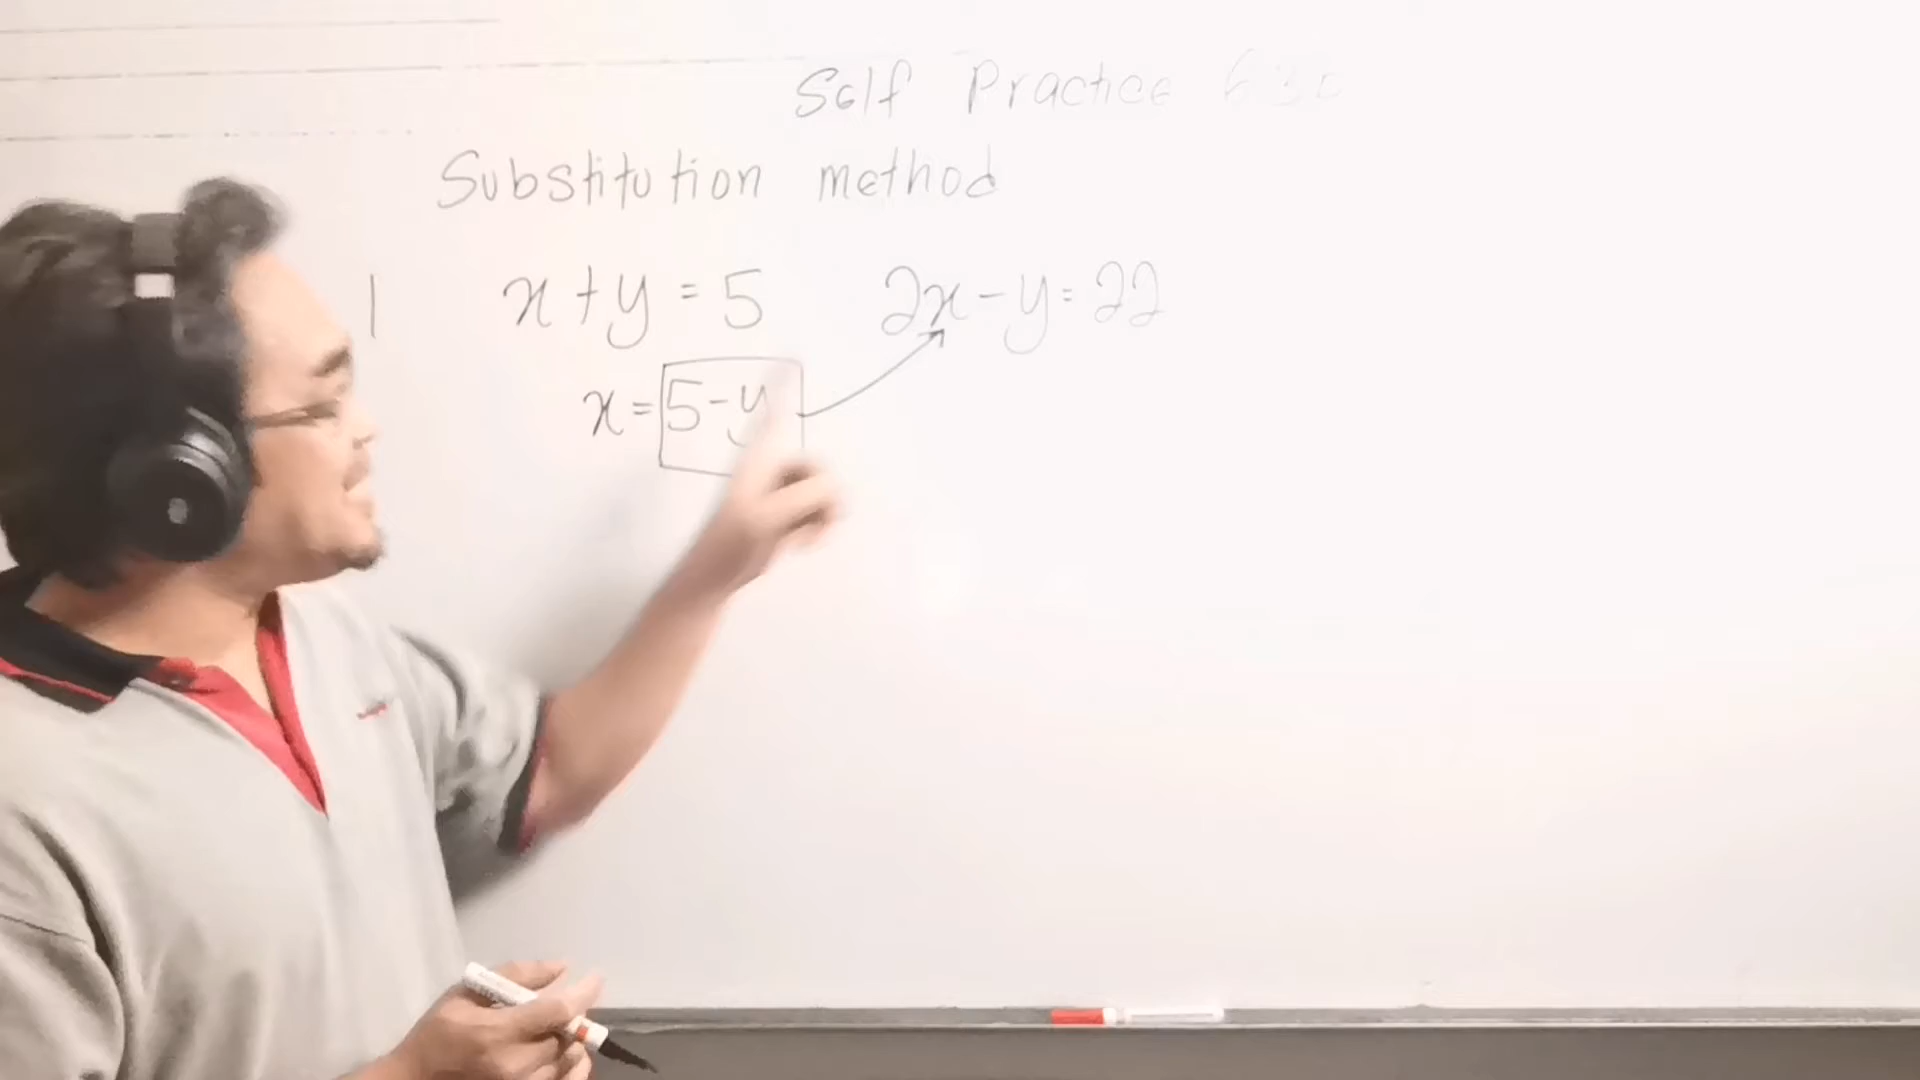 Self Practice
Substitution method
1 x+y=5 2x-y=22
x=5-y